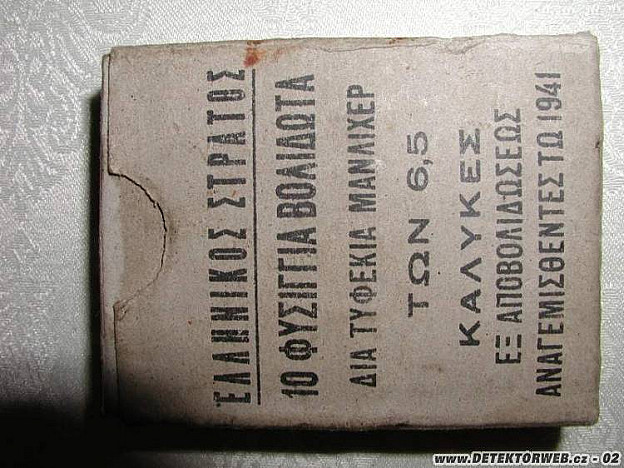 ἙΛΛΗΝΙΚΟΣ ΣΤΡΑΤΟΣ
10 ΦΥΣΙΓΓΙΑ ΒΟΛΙΔΩΤΑ
ΔΙΑ ΤΥΦΕΚΙΑ ΜΑΝΛΙΧΕΡ
ΤΩΝ 6,5
ΚΑΛΥΚΕΣ
ΕΞ ΑΠΟΒΟΛΙΔΩΣΕΩΣ
ΑΝΑΓΕΜΙΣΘΕΝΤΕΣ ΤΩ 1941
www.DETEKTORWEB.cz - 02